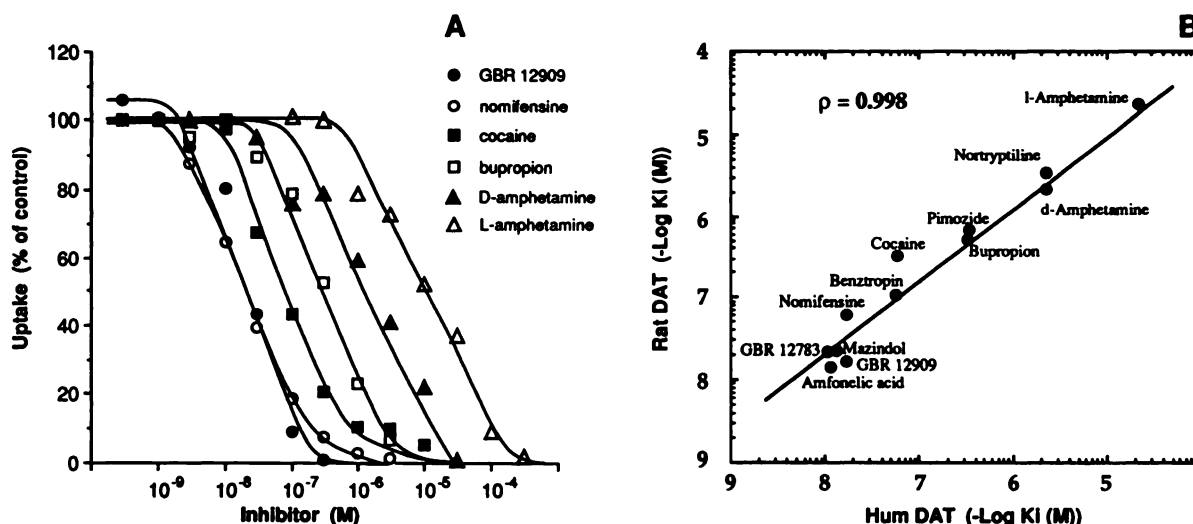 A
Uptake (% of control)
120
100
80
60
40
20
0
GBR 12909
nomifensine
cocaine
bupropion
D-amphetamine
L-amphetamine
10-9
10-8
10-7
10-6
10-5
10-4
Inhibitor (M)
B
Rat DAT (-Log Ki (M))
4
5
6
7
8
9
ρ = 0.998
l-Amphetamine
Nortryptiline
d-Amphetamine
Pimozide
Bupropion
Cocaine
Benztropin
Nomifensine
GBR 12783
Mazindol
GBR 12909
Amfonelic acid
9
8
7
6
5
Hum DAT (-Log Ki (M))